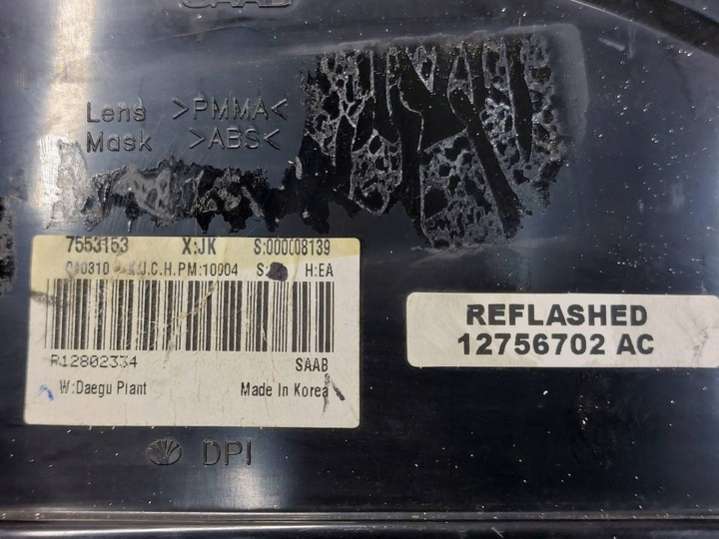 SAAB
Lens >PMMA<
Mask >ABS<
7553153 X:JK S:000008139
H:EA
R12802334 SAAB
W:Daegu Plant Made In Korea
DPI
REFLASHED
12756702 AC